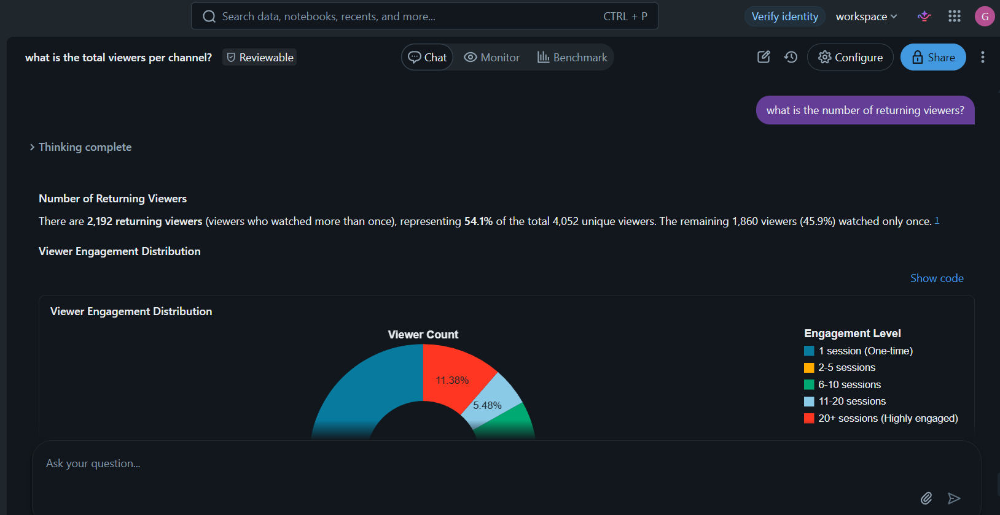 Search data, notebooks, recents, and more... CTRL + P
Verify identity
workspace
G
what is the total viewers per channel?
Reviewable
Chat
Monitor
Benchmark
Configure
Share
what is the number of returning viewers?
Thinking complete
Number of Returning Viewers
There are 2,192 returning viewers (viewers who watched more than once), representing 54.1% of the total 4,052 unique viewers. The remaining 1,860 viewers (45.9%) watched only once. 1
Viewer Engagement Distribution
Show code
Viewer Engagement Distribution
Viewer Count
11.38%
5.48%
Engagement Level
1 session (One-time)
2-5 sessions
6-10 sessions
11-20 sessions
20+ sessions (Highly engaged)
Ask your question...